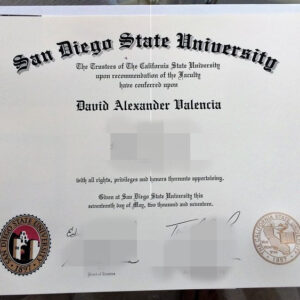 San Diego State University
The Trustees of The California State University
upon recommendation of the Faculty
have conferred upon
David Alexander Valencia
with all rights, privileges and honors thereunto appertaining.
Given at San Diego State University this
seventeenth day of May, two thousand and seventeen.